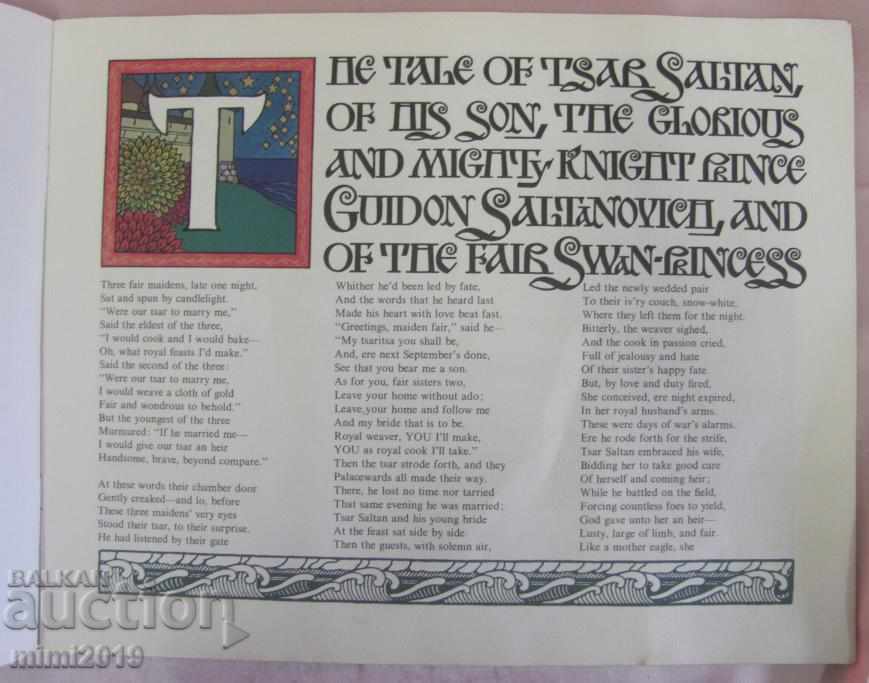 THE TALE OF TSAR SALTAN,
OF HIS SON, THE GLORIOUS
AND MIGHTY KNIGHT PRINCE
GUIDON SALTANOVICH, AND
OF THE FAIR SWAN-PRINCESS
Three fair maidens, late one night,
Sat and spun by candlelight.
"Were our tsar to marry me,"
Said the eldest of the three,
"I would cook and I would bake—
Oh, what royal feasts I'd make."
Said the second of the three:
"Were our tsar to marry me,
I would weave a cloth of gold
Fair and wondrous to behold."
But the youngest of the three
Murmured: "If he married me—
I would give our tsar an heir
Handsome, brave, beyond compare."

At these words their chamber door
Gently creaked—and lo, before
These three maidens' very eyes
Stood their tsar, to their surprise.
He had listened by their gate
Whither he'd been led by fate,
And the words that he heard last
Made his heart with love beat fast.
"Greetings, maiden fair," said he—
"My tsaritsa you shall be,
And, ere next September's done,
See that you bear me a son.
As for you, fair sisters two,
Leave your home without ado;
Leave your home and follow me
And my bride that is to be.
Royal weaver, YOU I'll make,
YOU as royal cook I'll take."
Then the tsar strode forth, and they
Palacewards all made their way.
There, he lost no time nor tarried
That same evening he was married;
Tsar Saltan and his young bride
At the feast sat side by side
Then the guests, with solemn air,
Led the newly wedded pair
To their iv'ry couch, snow-white,
Where they left them for the night.
Bitterly, the weaver sighed,
And the cook in passion cried,
Full of jealousy and hate
Of their sister's happy fate.
But, by love and duty fired,
She conceived, ere night expired,
In her royal husband's arms.
These were days of war's alarms.
Ere he rode forth for the strife,
Tsar Saltan embraced his wife,
Bidding her to take good care
Of herself and coming heir;
While he battled on the field,
Forcing countless foes to yield,
God gave unto her an heir—
Lusty, large of limb, and fair.
Like a mother eagle, she
BALKAN
auction
mimi2019